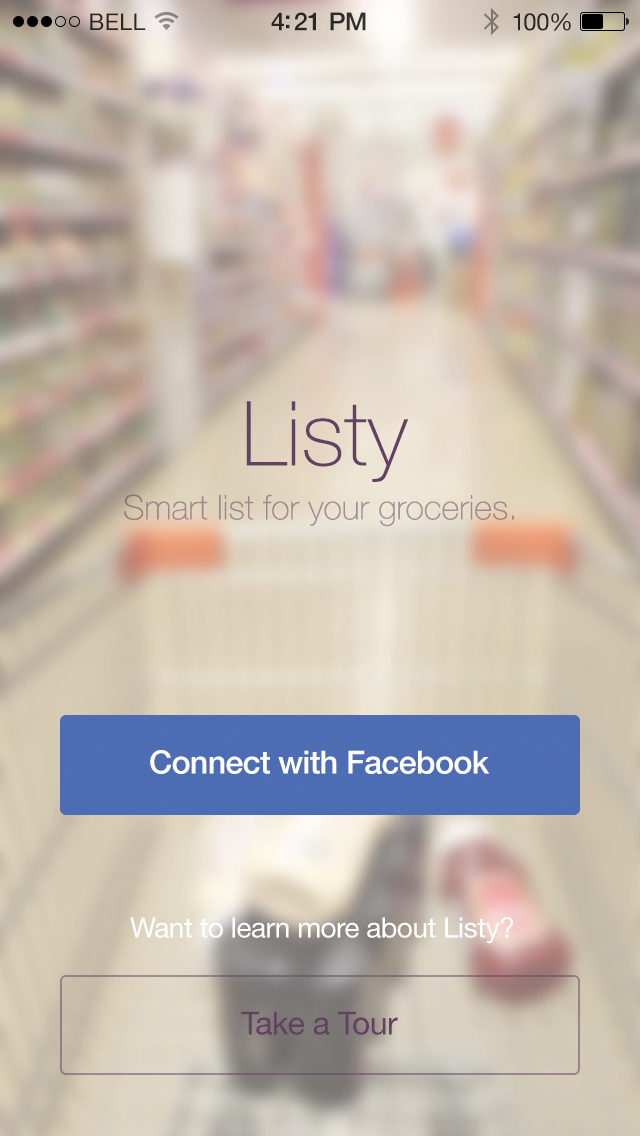 BELL 4:21 PM 100%
Listy
Smart list for your groceries.
Connect with Facebook
Want to learn more about Listy?
Take a Tour